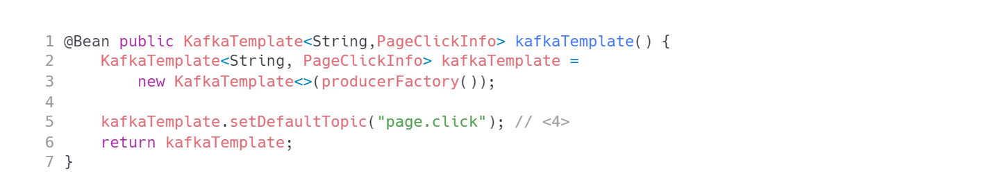 1 @Bean public KafkaTemplate<String,PageClickInfo> kafkaTemplate() {
2     KafkaTemplate<String, PageClickInfo> kafkaTemplate =
3         new KafkaTemplate<>(producerFactory());
4
5     kafkaTemplate.setDefaultTopic("page.click"); // <4>
6     return kafkaTemplate;
7 }